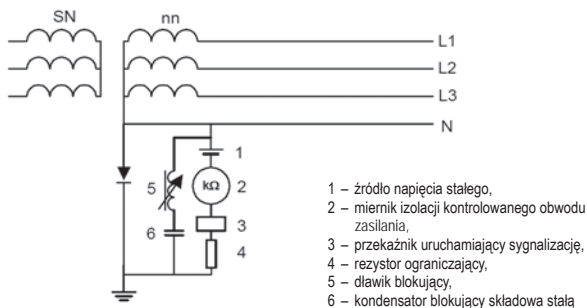 SN
nn
L1
L2
L3
N
1
kΩ
2
5
3
6
4
1 – źródło napięcia stałego,
2 – miernik izolacji kontrolowanego obwodu
zasilania,
3 – przekaźnik uruchamiający sygnalizację,
4 – rezystor ograniczający,
5 – dławik blokujący,
6 – kondensator blokujący składowa stałą